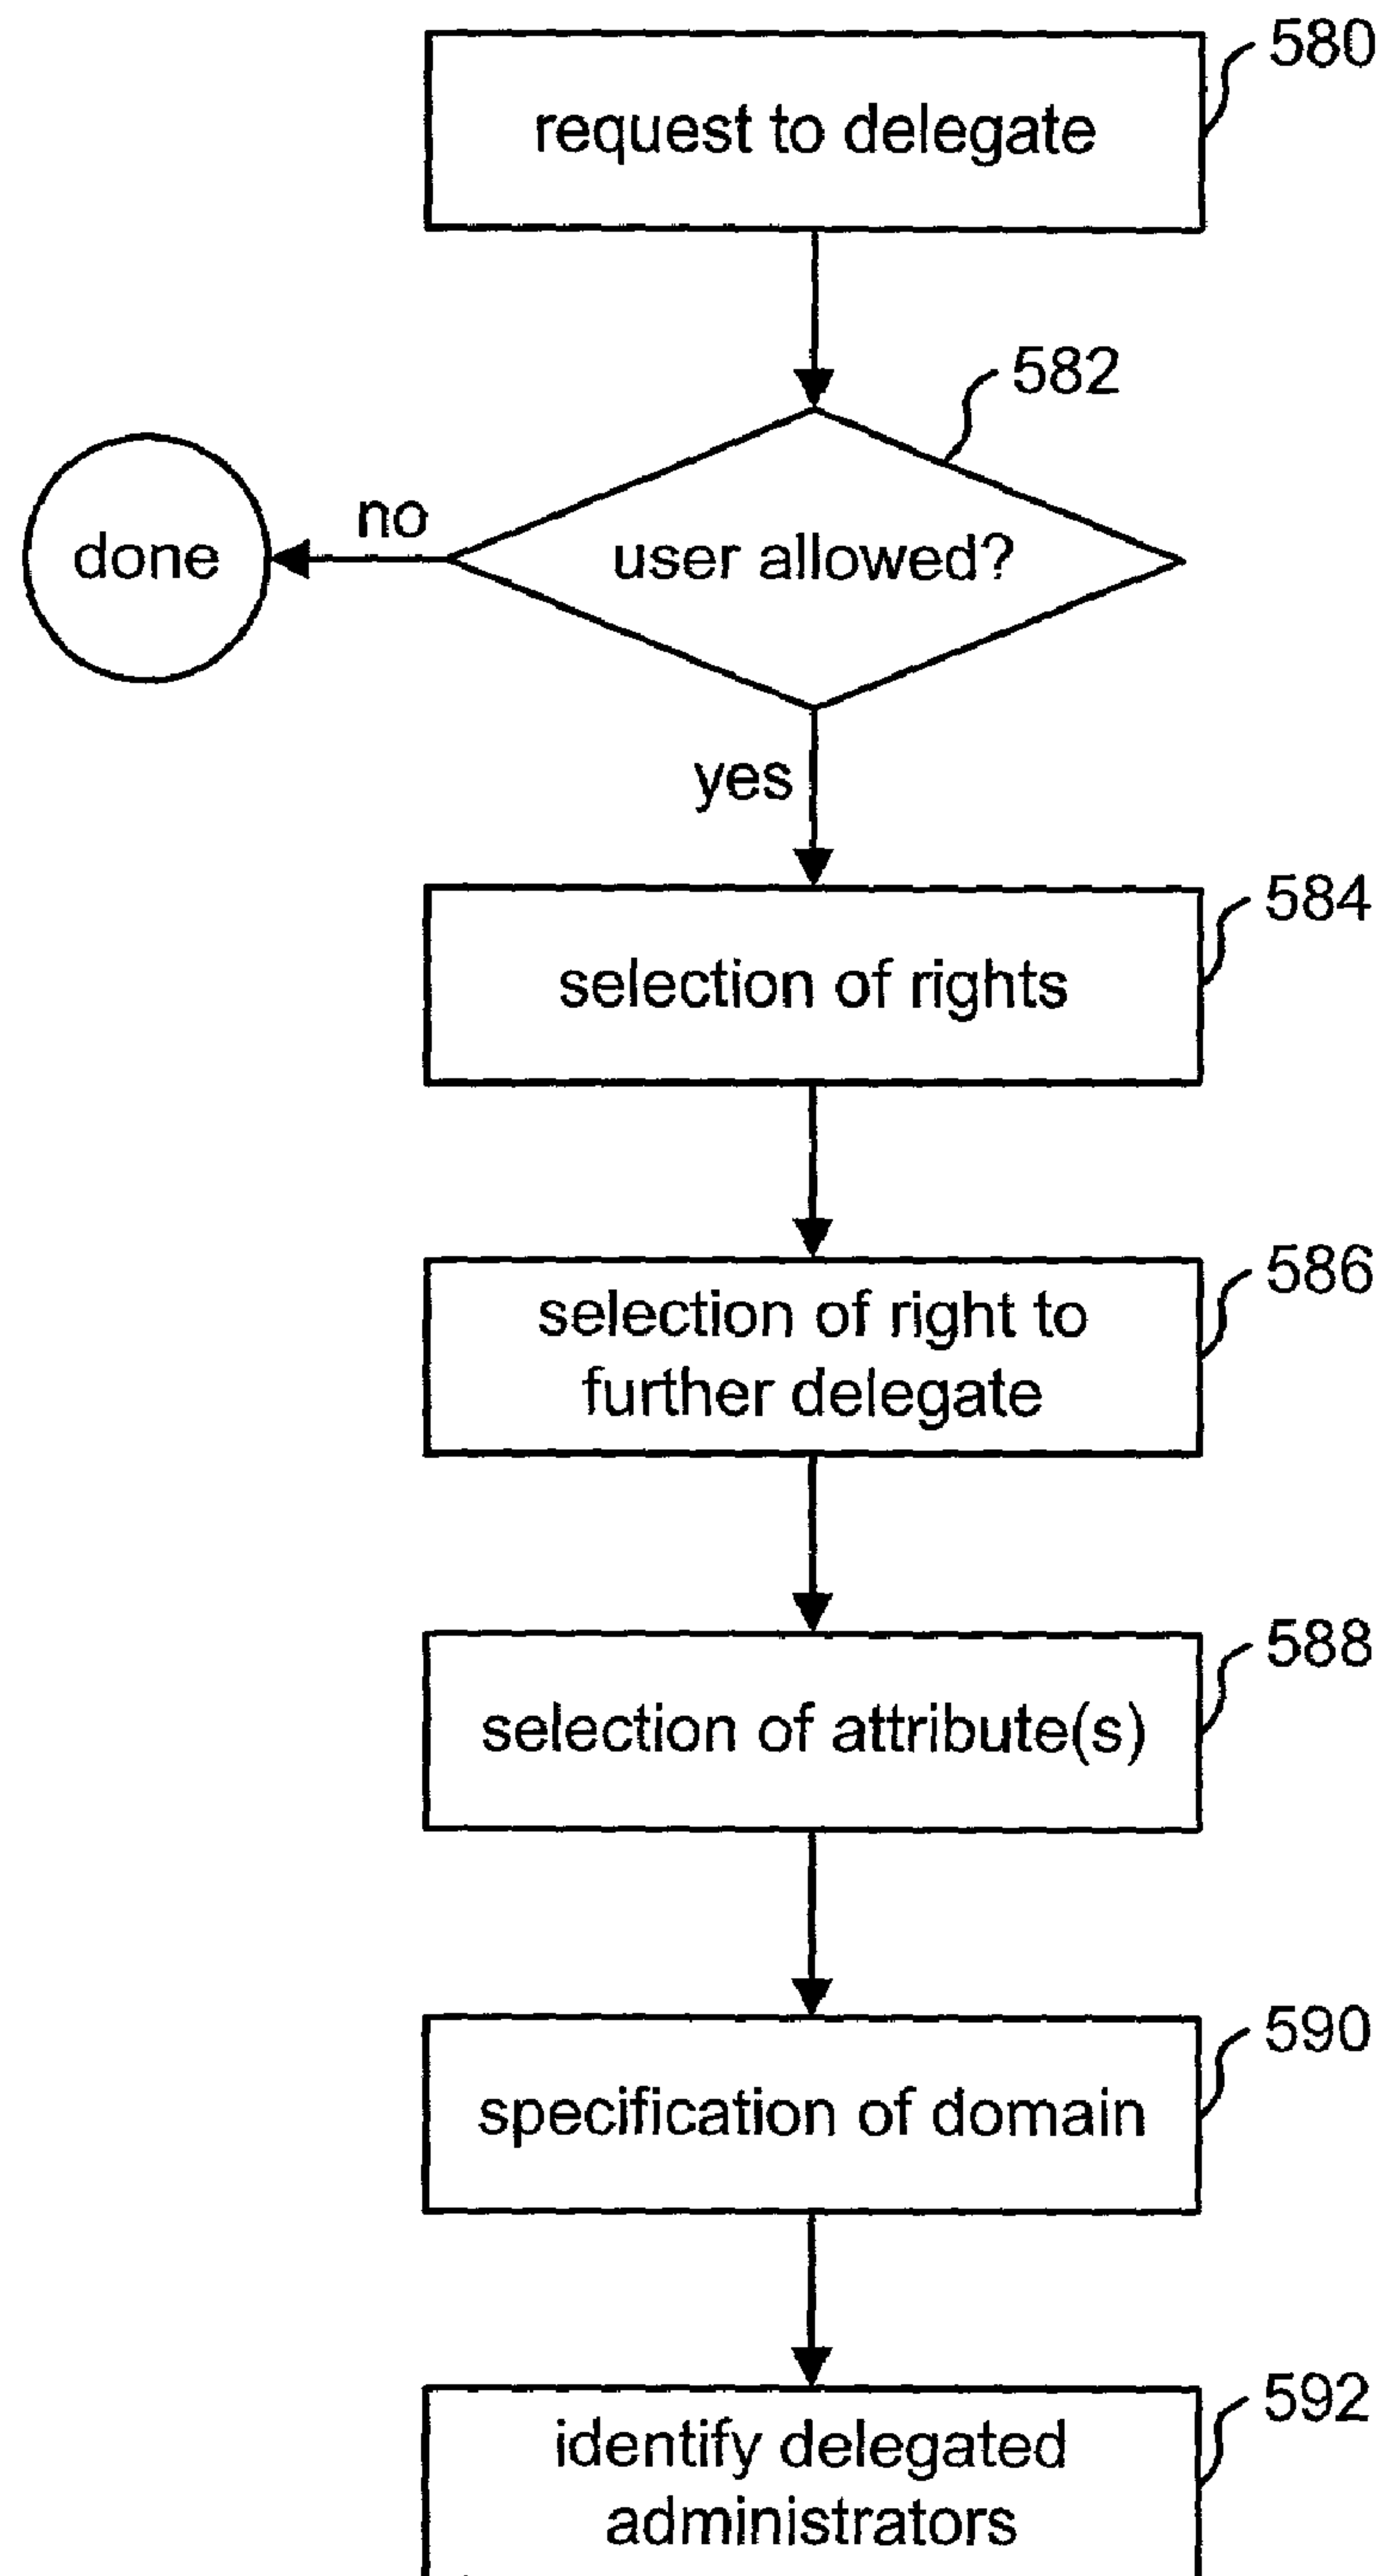 580
request to delegate
582
done
no
user allowed?
yes
584
selection of rights
586
selection of right to
further delegate
588
selection of attribute(s)
590
specification of domain
592
identify delegated
administrators